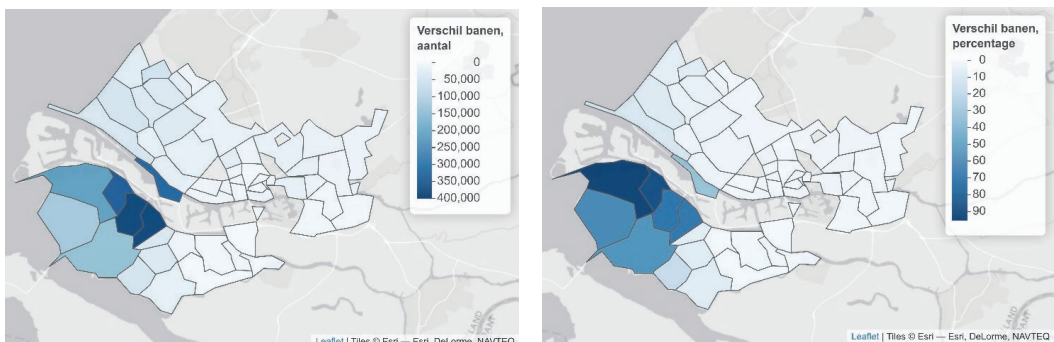 Verschil banen,
aantal
0
50,000
100,000
150,000
200,000
250,000
300,000
350,000
400,000
Leaflet | Tiles © Esri — Esri, DeLorme, NAVTEQ
Verschil banen,
percentage
0
10
20
30
40
50
60
70
80
90
LAND
Leaflet | Tiles © Esri — Esri, DeLorme, NAVTEQ